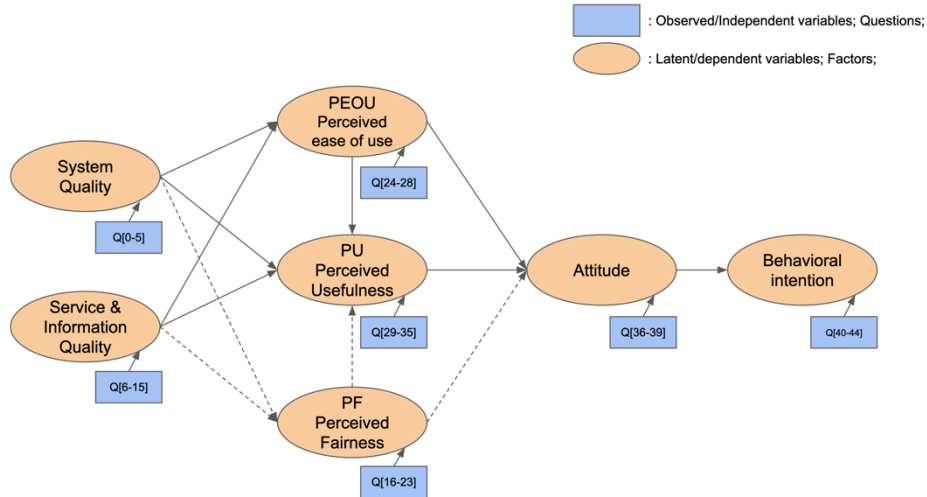 : Observed/Independent variables; Questions;
: Latent/dependent variables; Factors;
PEOU
Perceived
ease of use
Q[24-28]
System
Quality
Q[0-5]
PU
Perceived
Usefulness
Q[29-35]
Attitude
Q[36-39]
Behavioral
intention
Q[40-44]
Service &
Information
Quality
Q[6-15]
PF
Perceived
Fairness
Q[16-23]